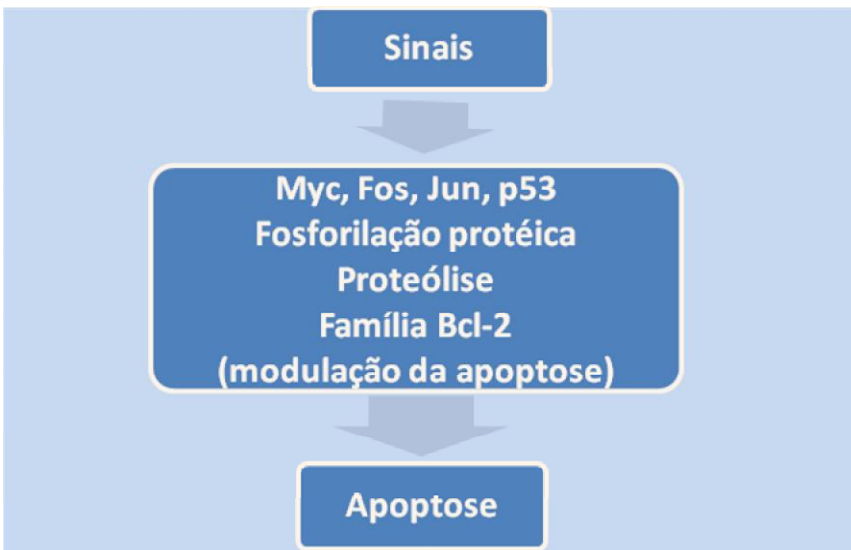 Sinais
Myc, Fos, Jun, p53
Fosforilação protéica
Proteólise
Família Bcl-2
(modulação da apoptose)
Apoptose